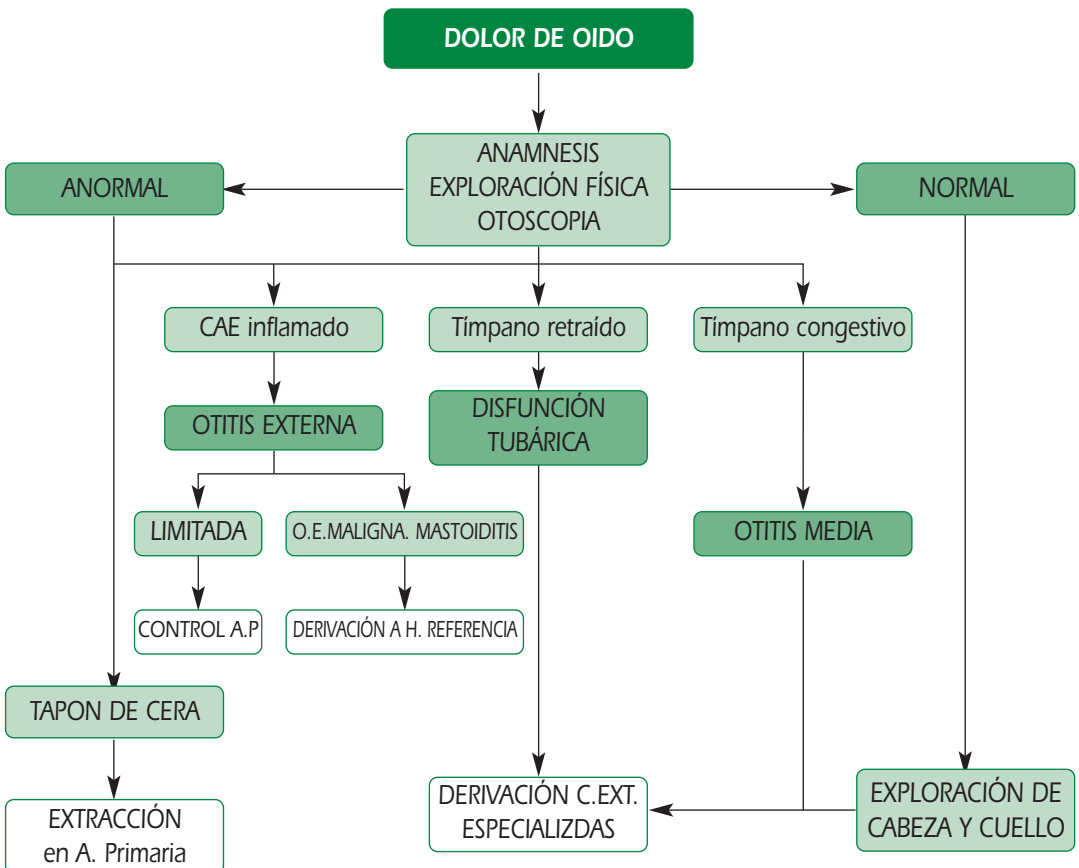 DOLOR DE OIDO
ANAMNESIS
EXPLORACIÓN FÍSICA
OTOSCOPIA
ANORMAL
NORMAL
CAE inflamado
Tímpano retraído
Tímpano congestivo
OTITIS EXTERNA
DISFUNCIÓN
TUBÁRICA
LIMITADA
O.E.MALIGNA. MASTOIDITIS
OTITIS MEDIA
CONTROL A.P
DERIVACIÓN A H. REFERENCIA
TAPON DE CERA
EXTRACCIÓN
en A. Primaria
DERIVACIÓN C.EXT.
ESPECIALIZDAS
EXPLORACIÓN DE
CABEZA Y CUELLO